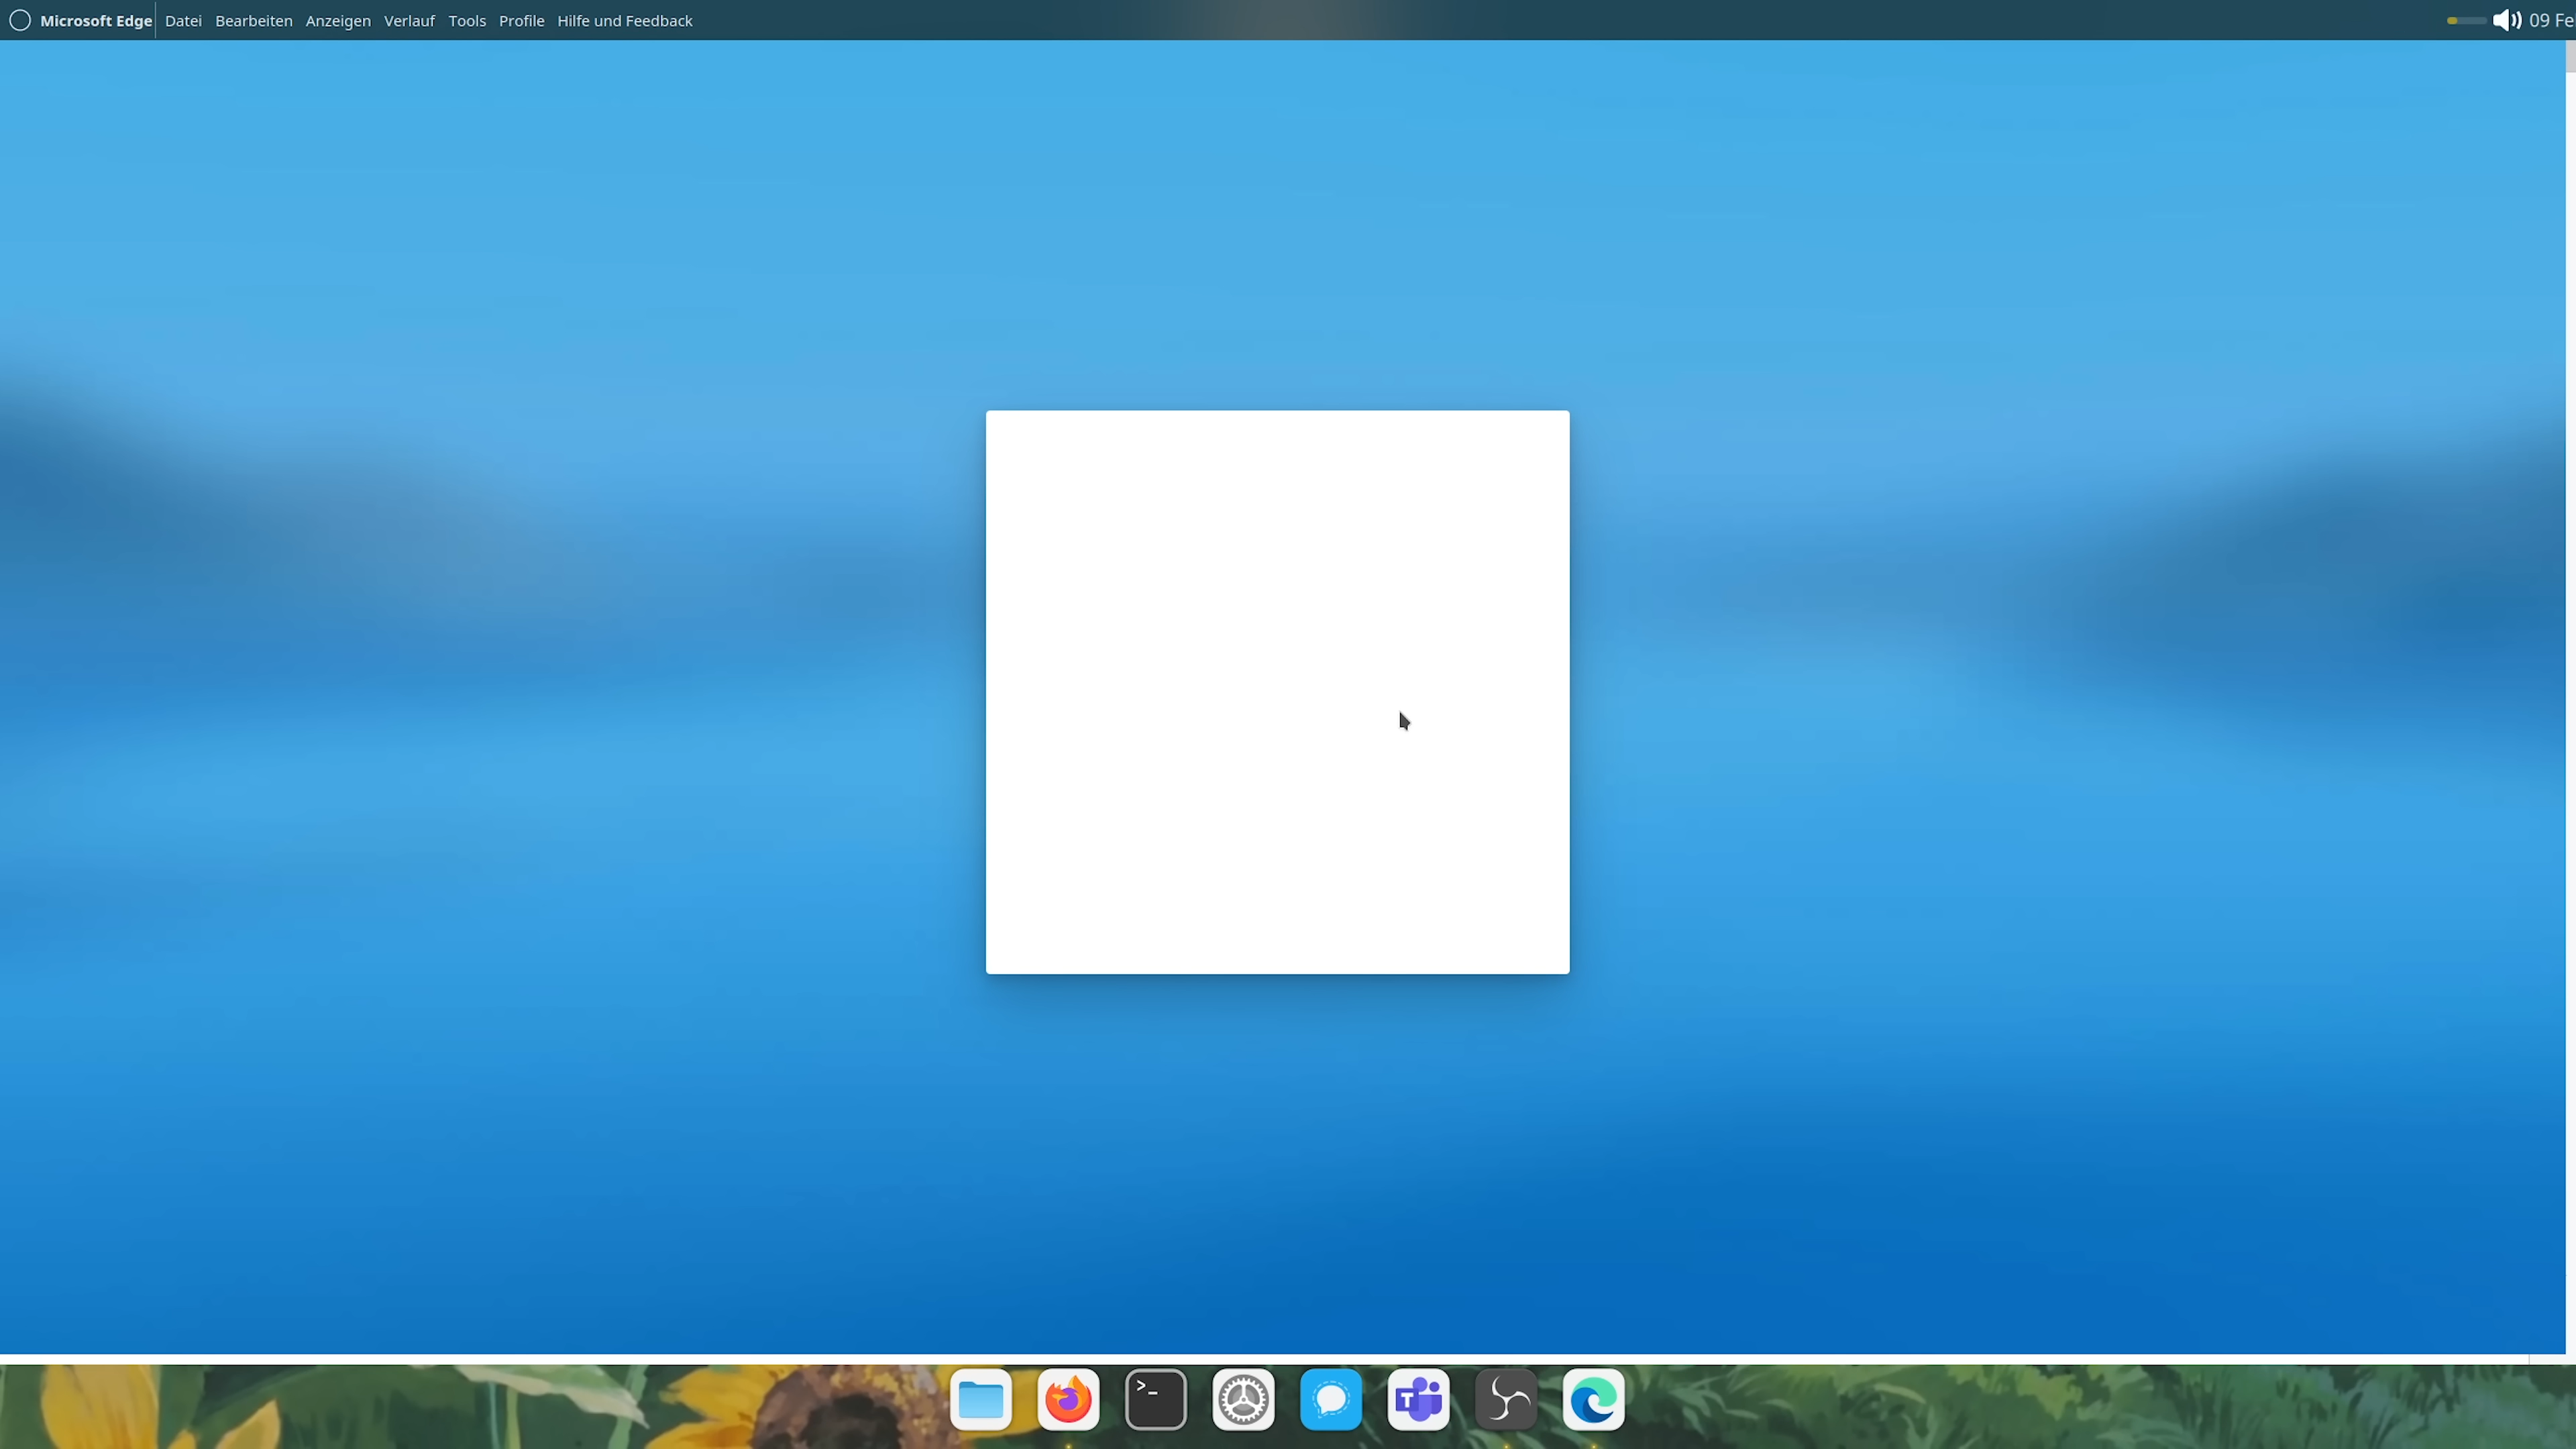 Microsoft Edge Datei Bearbeiten Anzeigen Verlauf Tools Profile Hilfe und Feedback 09 Fe
>_
T